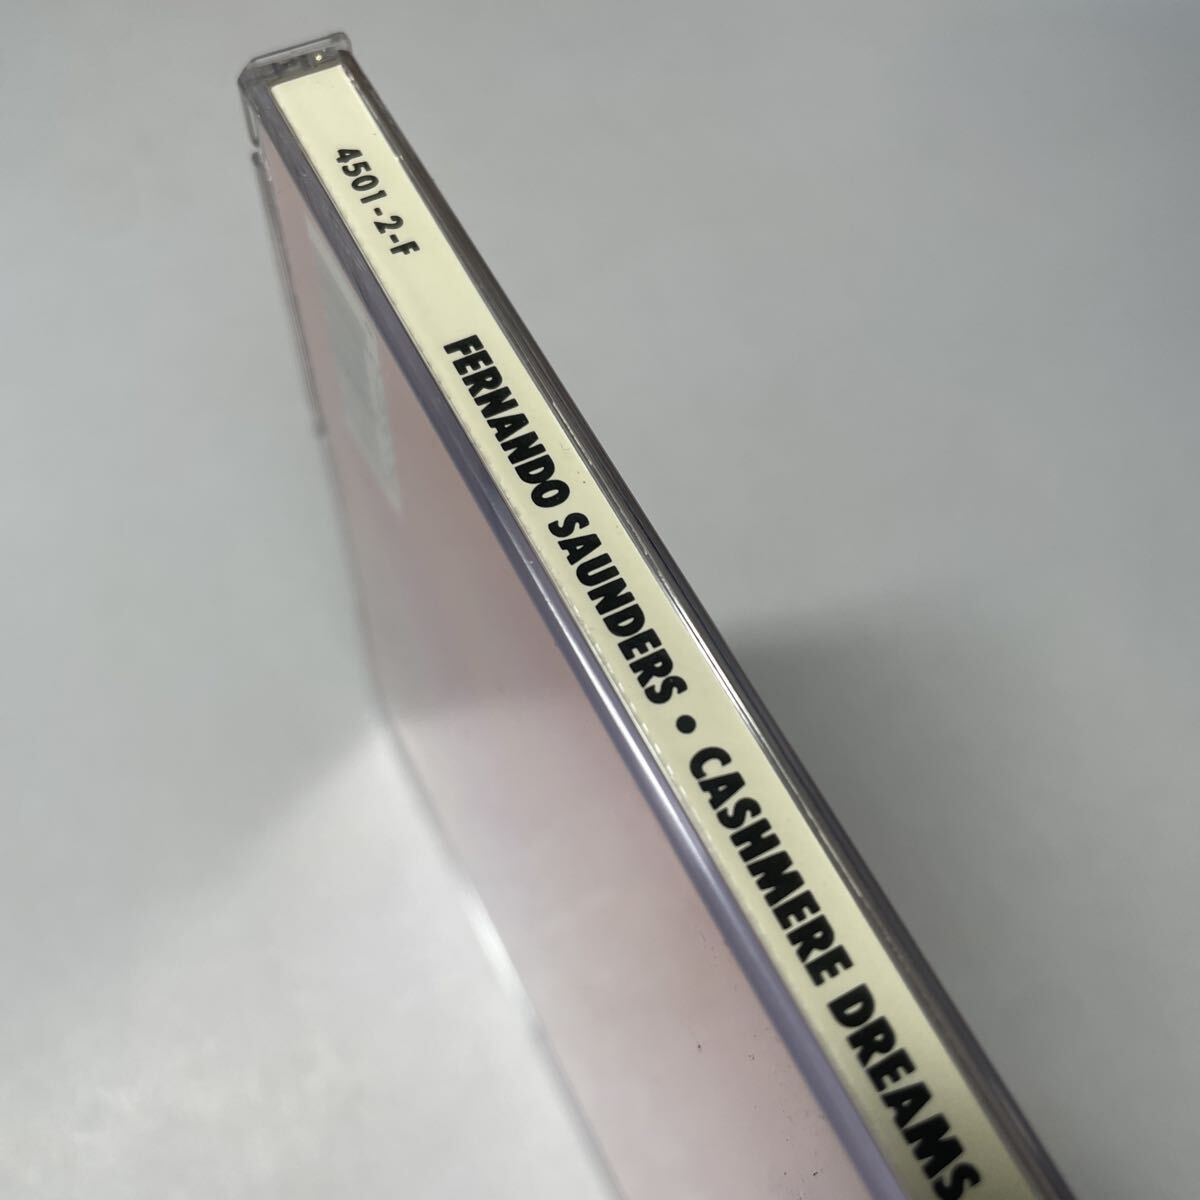 4501-2-F FERNANDO SAUNDERS • CASHMERE DREAMS